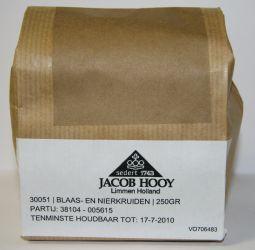 sedert 1743
JACOB HOOY
Limmen Holland
30051 | BLAAS- EN NIERKRUIDEN | 250GR
PARTIJ: 38104 - 005615
TENMINSTE HOUDBAAR TOT: 17-7-2010
VD706483